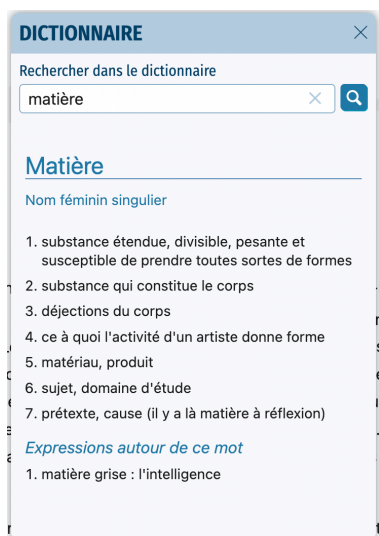 DICTIONNAIRE
Rechercher dans le dictionnaire
matière
Matière
Nom féminin singulier
1. substance étendue, divisible, pesante et
susceptible de prendre toutes sortes de formes
2. substance qui constitue le corps
3. déjections du corps
4. ce à quoi l'activité d'un artiste donne forme
5. matériau, produit
6. sujet, domaine d'étude
7. prétexte, cause (il y a là matière à réflexion)
Expressions autour de ce mot
1. matière grise : l'intelligence